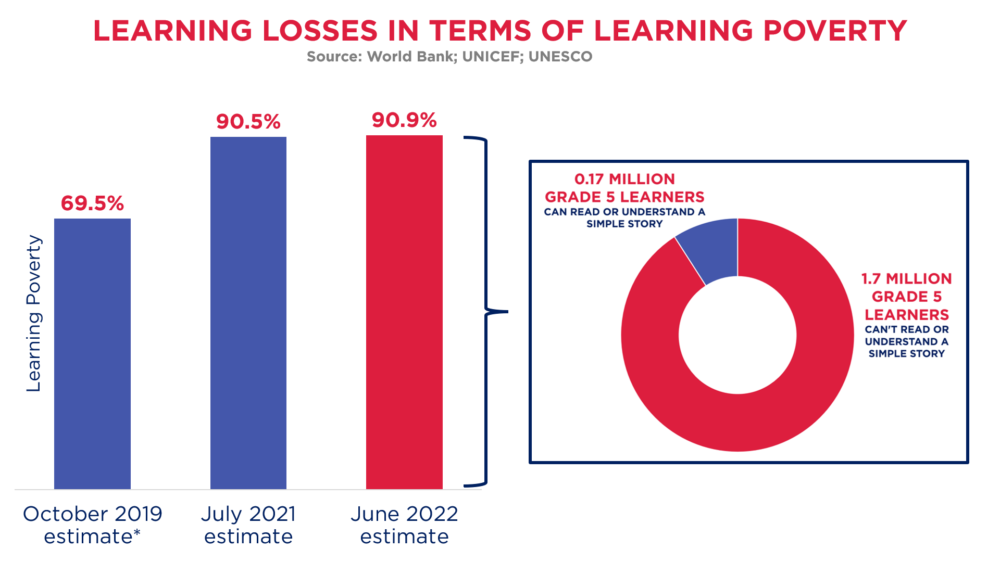 LEARNING LOSSES IN TERMS OF LEARNING POVERTY
Source: World Bank; UNICEF; UNESCO
Learning Poverty
69.5%
90.5%
90.9%
October 2019
estimate*
July 2021
estimate
June 2022
estimate
0.17 MILLION
GRADE 5 LEARNERS
CAN READ OR UNDERSTAND A
SIMPLE STORY
1.7 MILLION
GRADE 5
LEARNERS
CAN'T READ OR
UNDERSTAND A
SIMPLE STORY